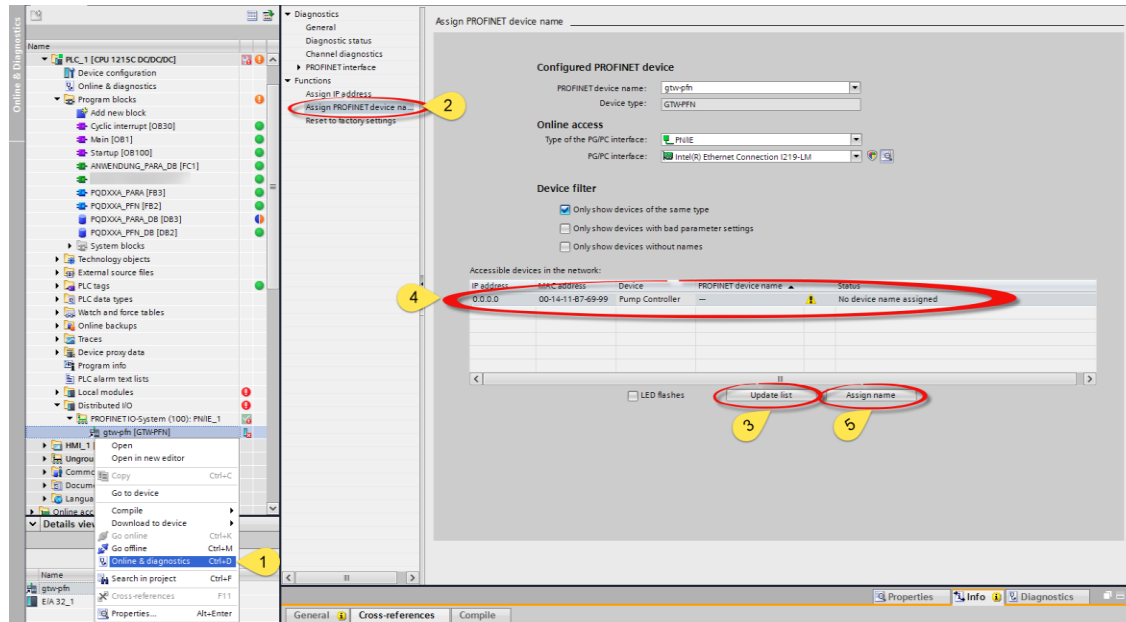 Online & Diagnostics
Name
PLC_1 [CPU 1215C DC/DC/DC]
Device configuration
Online & diagnostics
Program blocks
Add new block
Cyclic interrupt [OB30]
Main [OB1]
Startup [OB100]
ANWENDUNG_PARA_DB [FC1]
PQDXXA_PARA [FB3]
PQDXXA_PFN [FB2]
PQDXXA_PARA_DB [DB3]
PQDXXA_PFN_DB [DB2]
System blocks
Technology objects
External source files
PLC tags
PLC data types
Watch and force tables
Online backups
Traces
Device proxy data
Program info
PLC alarm text lists
Local modules
Distributed I/O
PROFINET IO-System (100): PN/IE_1
gtw-pfn [GTW-PFN]
HMI_1 [
Ungrou
Commo
Docum
Langua
Online acc
Details view
Name
gtw-pfn
E/A 32_1
Open
Open in new editor
Copy Ctrl+C
Go to device
Compile
Download to device
Go online Ctrl+K
Go offline Ctrl+M
Online & diagnostics Ctrl+D
1
Search in project Ctrl+F
Cross-references F11
Properties... Alt+Enter
Diagnostics
General
Diagnostic status
Channel diagnostics
PROFINET interface
Functions
Assign IP address
Assign PROFINET device na...
2
Reset to factory settings
Assign PROFINET device name
Configured PROFINET device
PROFINET device name: gtw-pfn
Device type: GTW-PFN
Online access
Type of the PG/PC interface: PN/IE
PG/PC interface: Intel(R) Ethernet Connection I219-LM
Device filter
Only show devices of the same type
Only show devices with bad parameter settings
Only show devices without names
Accessible devices in the network:
IP address MAC address Device PROFINET device name Status
4
0.0.0.0 00-14-11-B7-69-99 Pump Controller — No device name assigned
LED flashes Update list Assign name
3 5
Properties Info Diagnostics
General Cross-references Compile